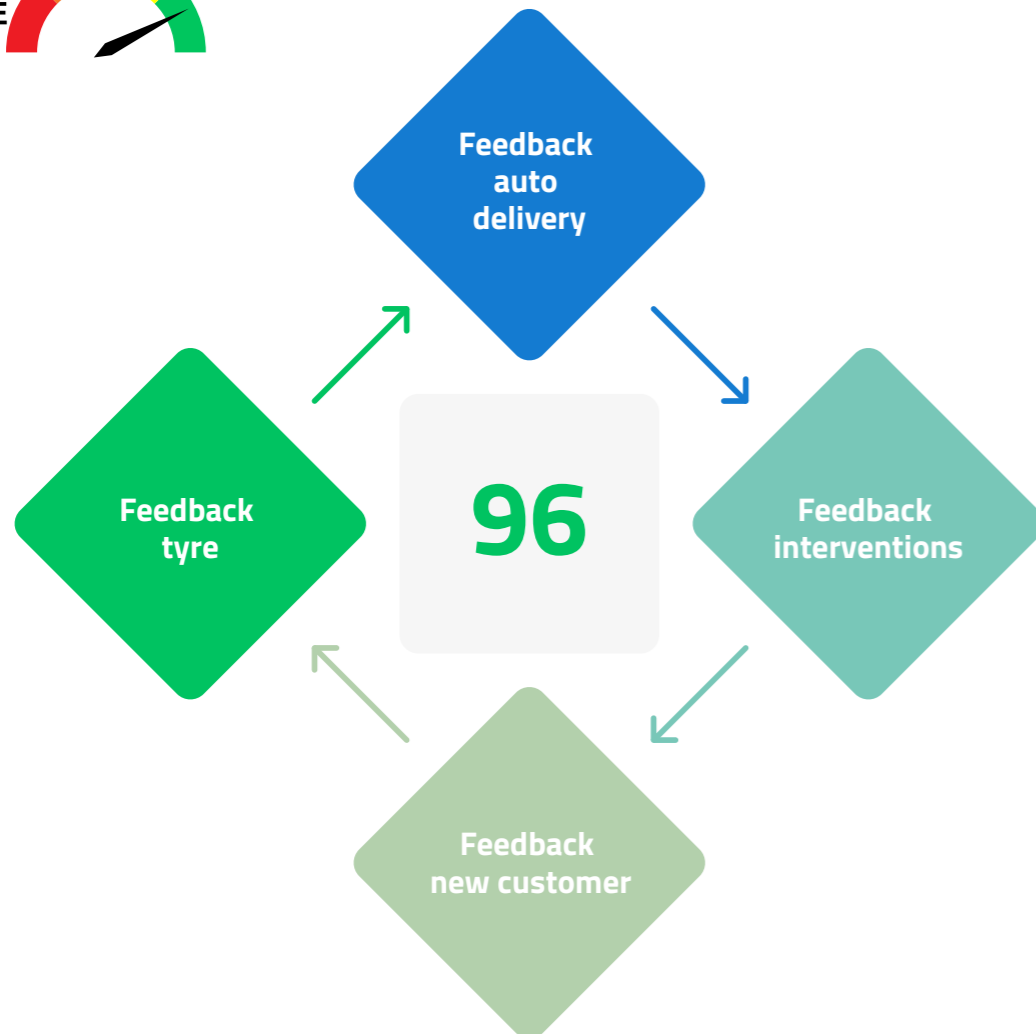 E
Feedback
auto
delivery
Feedback
tyre
96
Feedback
interventions
Feedback
new customer